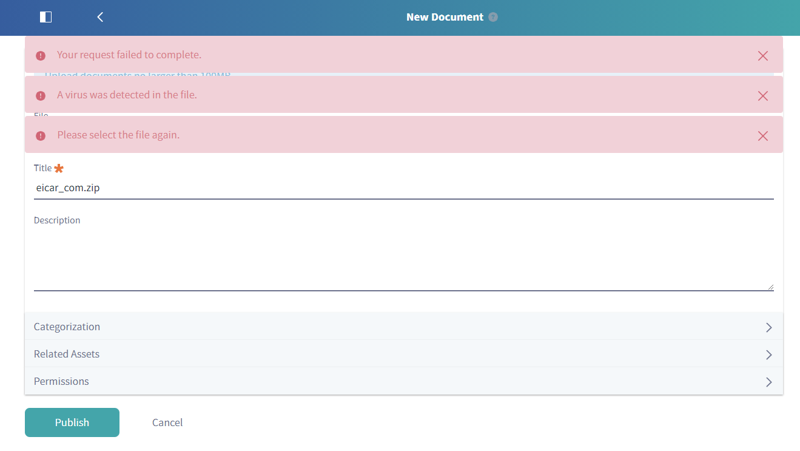 New Document
Your request failed to complete.
Upload documents no larger than 100MB.
A virus was detected in the file.
File
Please select the file again.
Title
eicar_com.zip
Description
Categorization
Related Assets
Permissions
Publish
Cancel